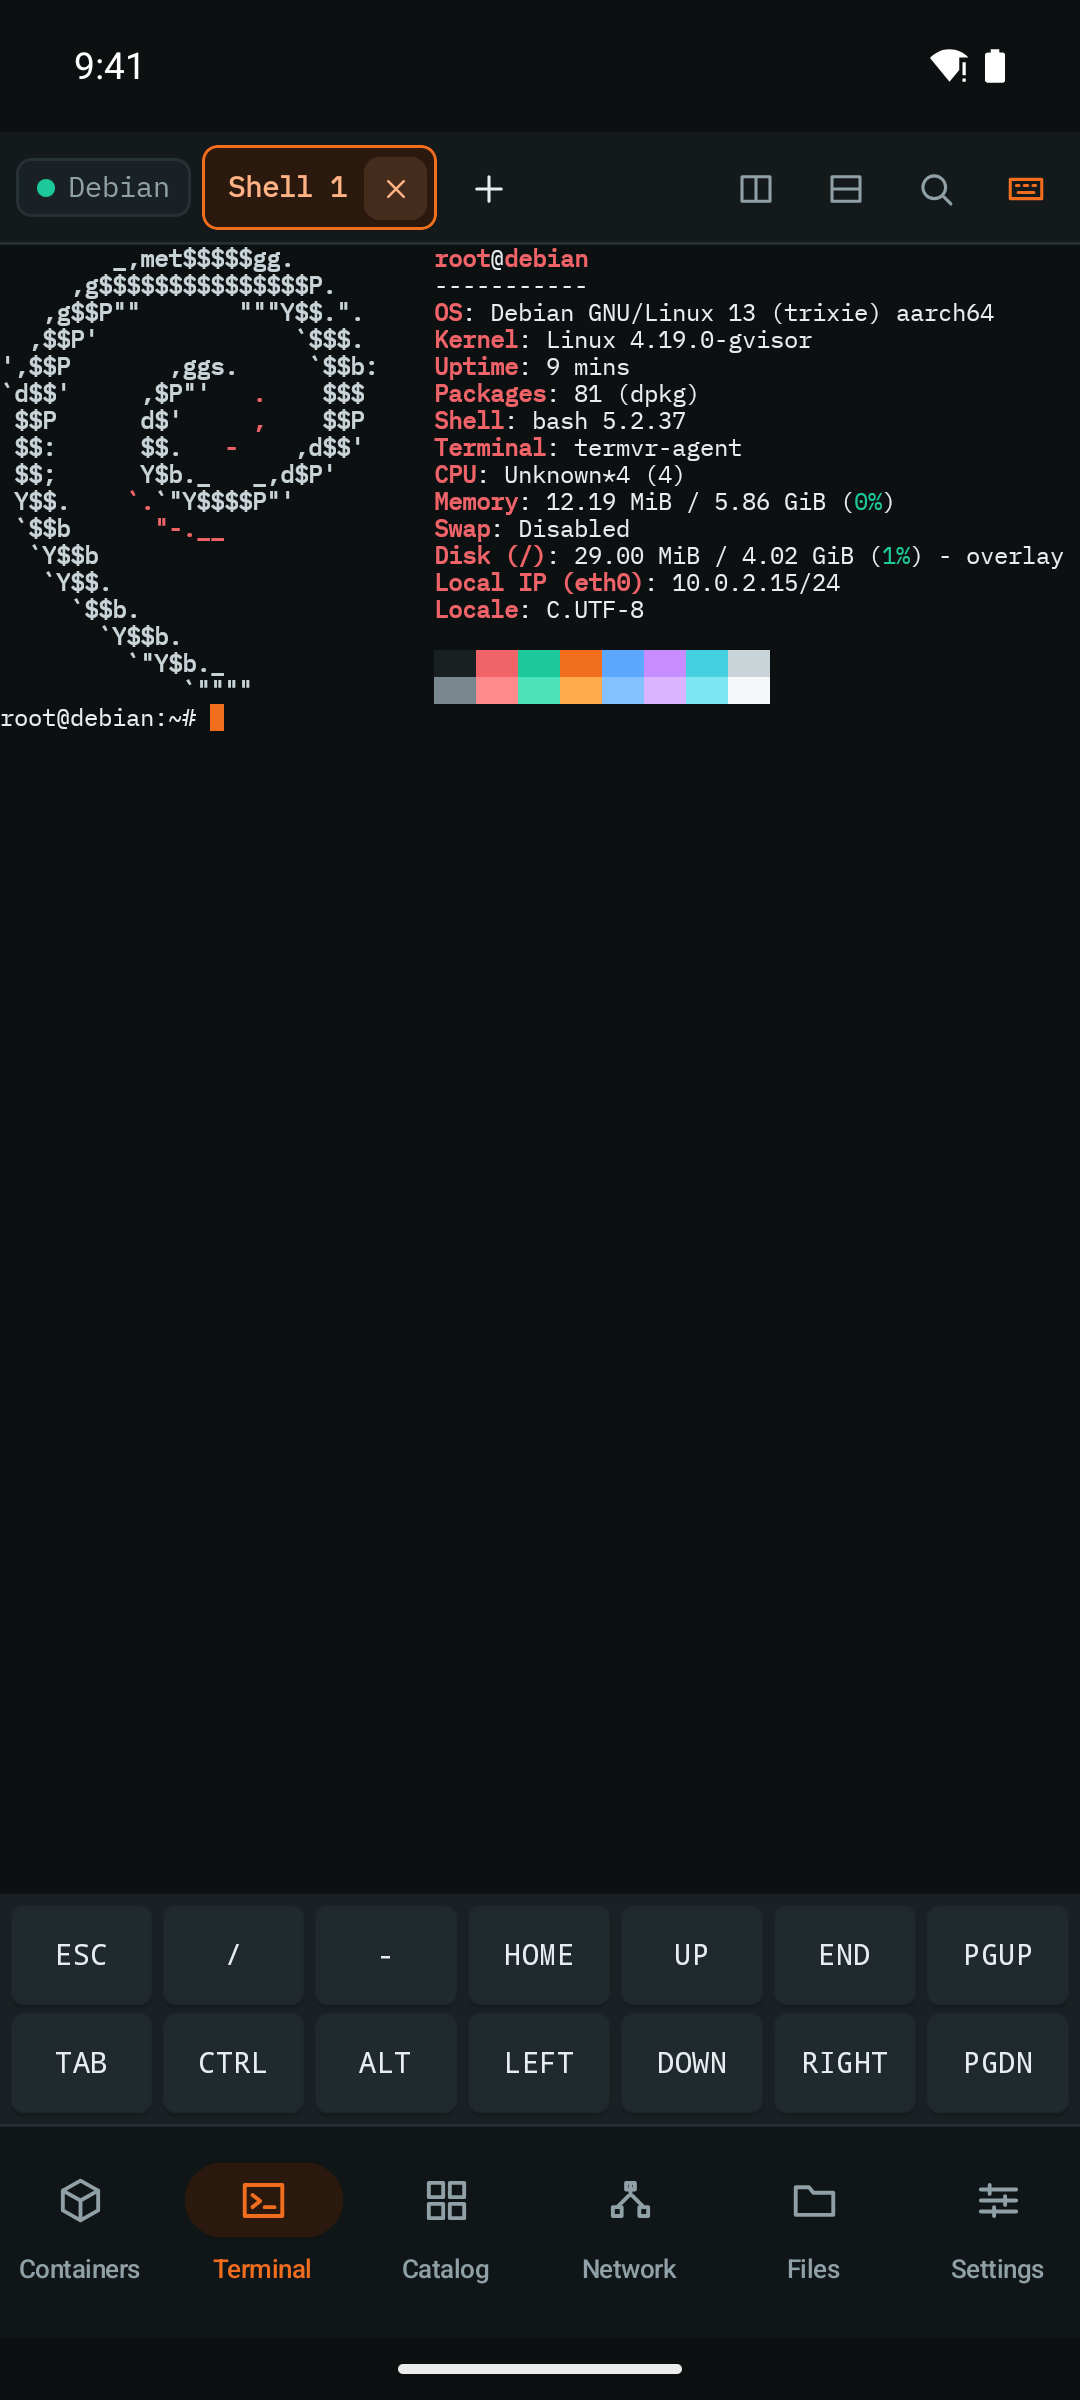 9:41
Debian
Shell 1
_,met$$$$$gg.
,g$$$$$$$$$$$$$$$P.
,g$$P""       """Y$$.".
,$$P'              `$$$.
',$$P       ,ggs.     `$$b:
`d$$'     ,$P"'   .    $$$
$$P      d$'     ,    $$P
$$:      $$.   -    ,d$$'
$$;      Y$b._   _,d$P'
Y$$.    `.`"Y$$$$P"'
`$$b      "-.__
`Y$$b
`Y$$.
`$$b.
`Y$$b.
`"Y$b._
`""""
root@debian
-----------
OS: Debian GNU/Linux 13 (trixie) aarch64
Kernel: Linux 4.19.0-gvisor
Uptime: 9 mins
Packages: 81 (dpkg)
Shell: bash 5.2.37
Terminal: termvr-agent
CPU: Unknown*4 (4)
Memory: 12.19 MiB / 5.86 GiB (0%)
Swap: Disabled
Disk (/): 29.00 MiB / 4.02 GiB (1%) - overlay
Local IP (eth0): 10.0.2.15/24
Locale: C.UTF-8
root@debian:~#
ESC / - HOME UP END PGUP
TAB CTRL ALT LEFT DOWN RIGHT PGDN
Containers Terminal Catalog Network Files Settings